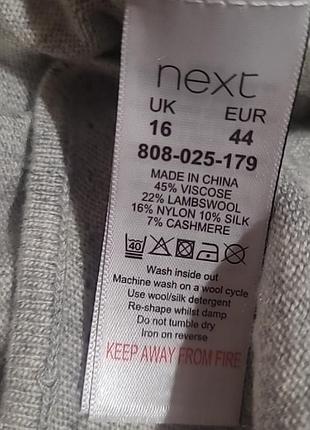 next
UK EUR
16 44
808-025-179
MADE IN CHINA
45% VISCOSE
22% LAMBSWOOL
16% NYLON 10% SILK
7% CASHMERE
40
Wash inside out
Machine wash on a wool cycle
Use wool/silk detergent
Re-shape whilst damp
Do not tumble dry
Iron on reverse
KEEP AWAY FROM FIRE